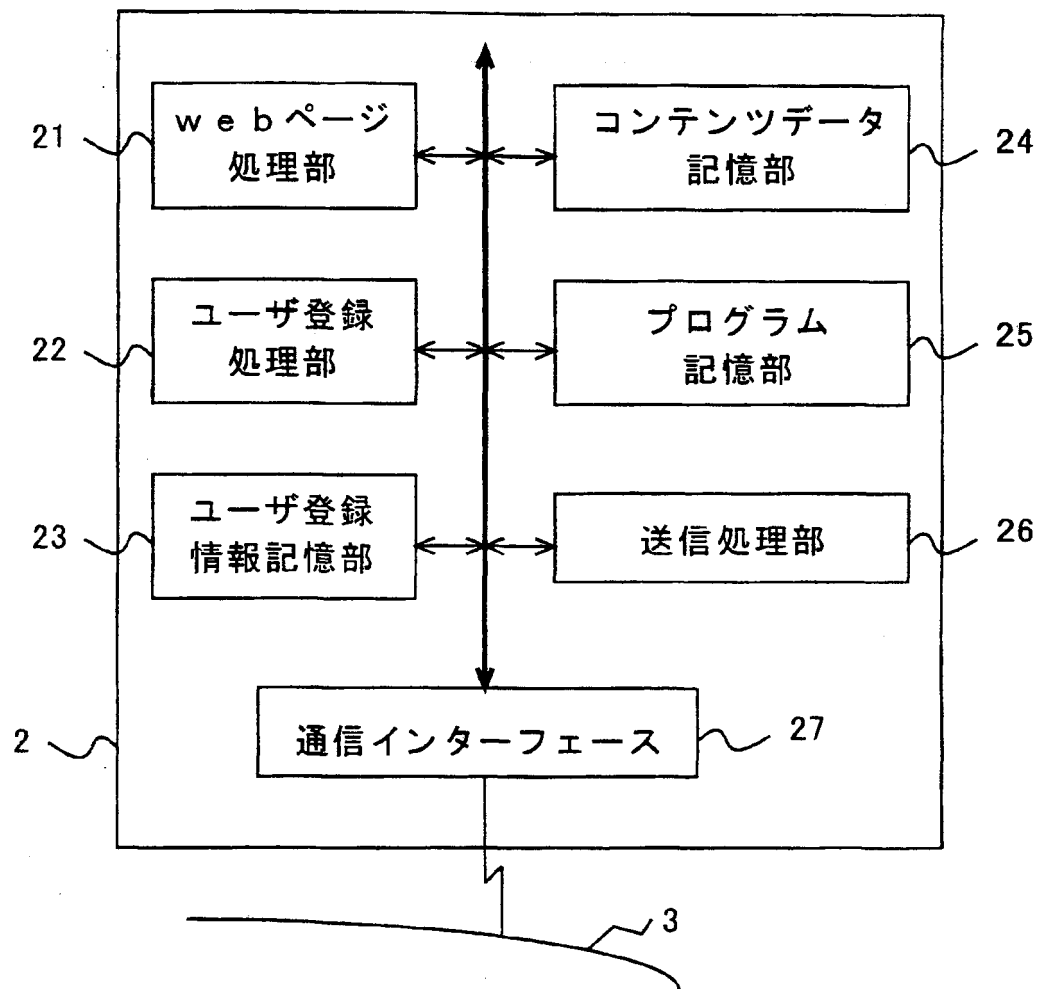 21
ｗｅｂページ
処理部
コンテンツデータ
記憶部
24
22
ユーザ登録
処理部
プログラム
記憶部
25
23
ユーザ登録
情報記憶部
送信処理部
26
2
通信インターフェース
27
3